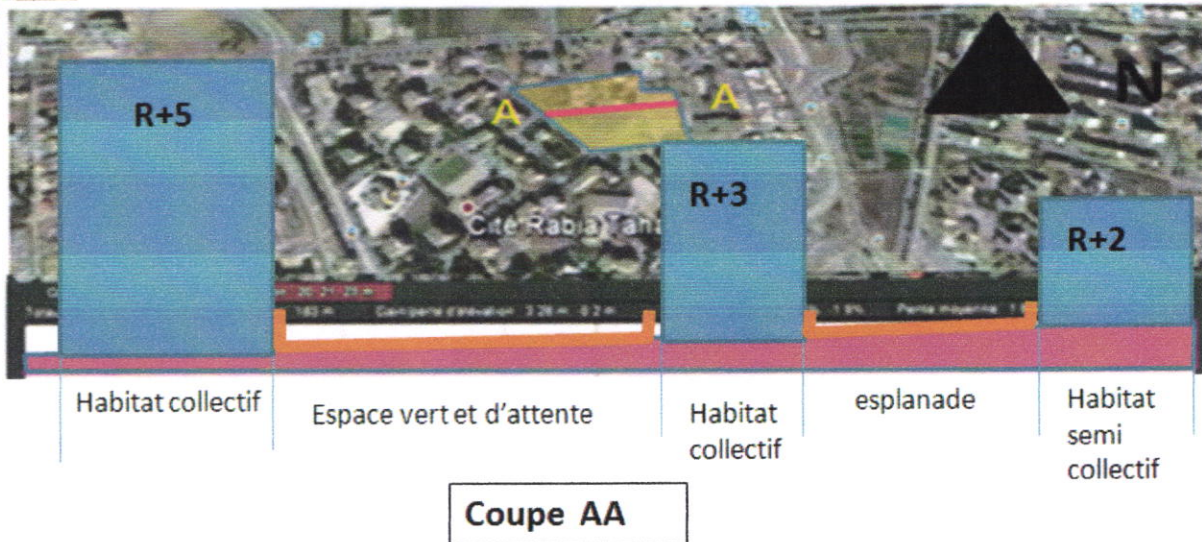 R+5
A
A
N
R+3
R+2
Cité Rabia Tah
Habitat collectif
Espace vert et d'attente
Habitat
collectif
esplanade
Habitat
semi
collectif
Coupe AA